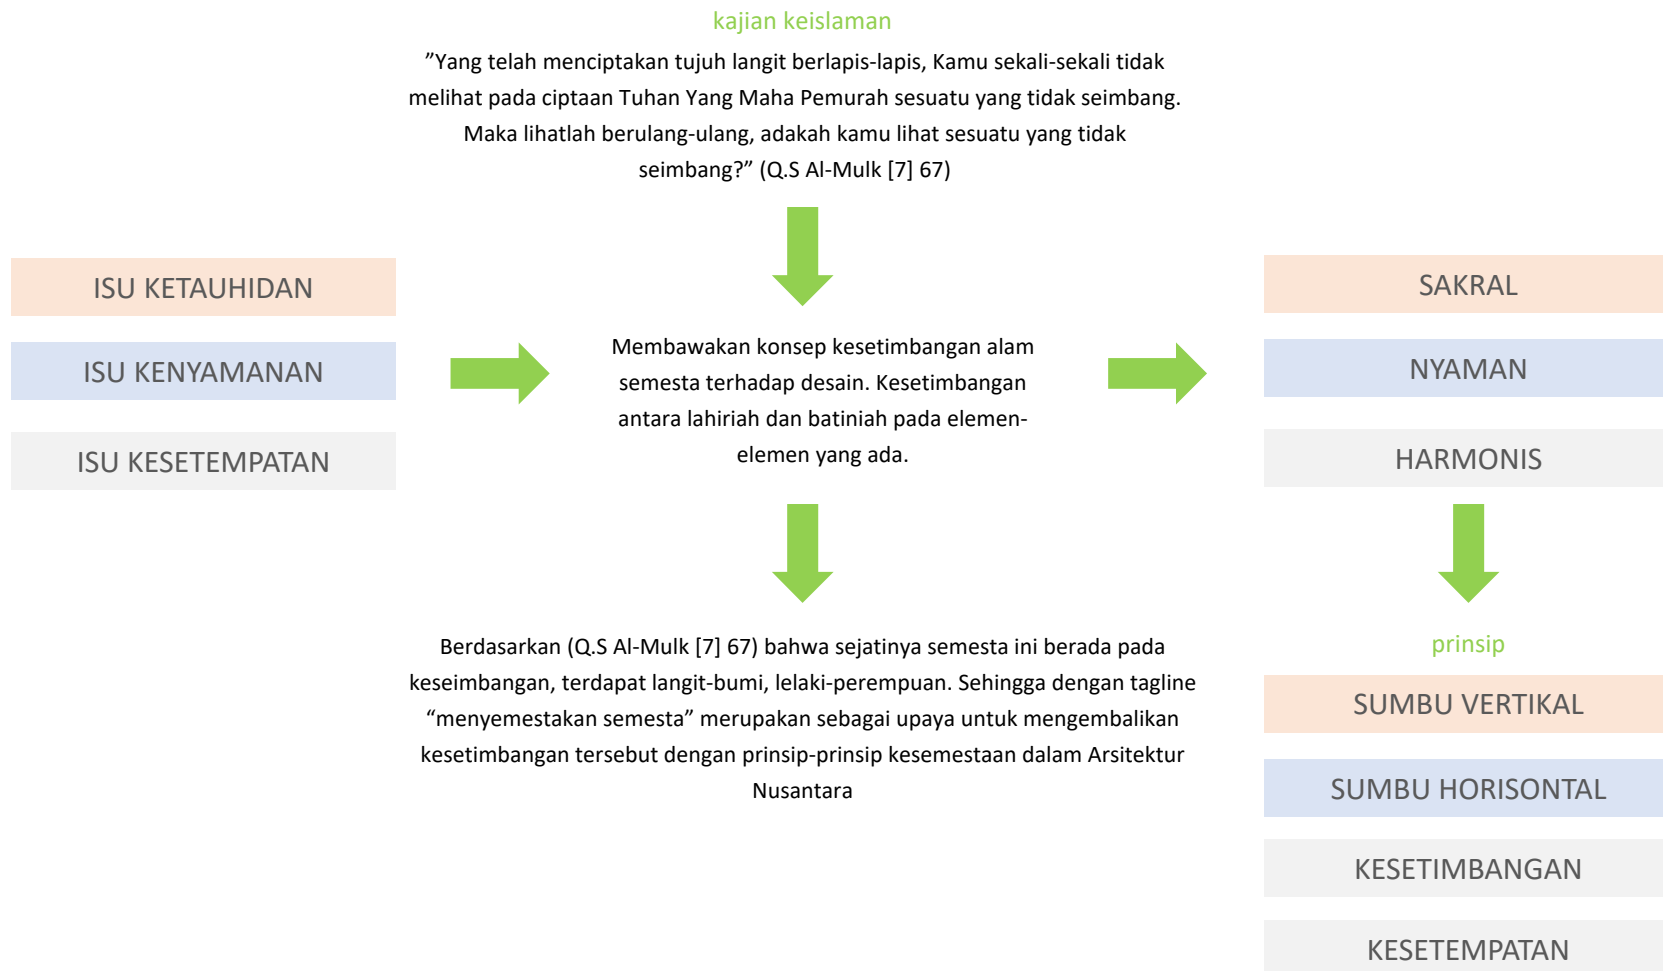 kajian keislaman
”Yang telah menciptakan tujuh langit berlapis-lapis, Kamu sekali-sekali tidak
melihat pada ciptaan Tuhan Yang Maha Pemurah sesuatu yang tidak seimbang.
Maka lihatlah berulang-ulang, adakah kamu lihat sesuatu yang tidak
seimbang?” (Q.S Al-Mulk [7] 67)
ISU KETAUHIDAN
ISU KENYAMANAN
ISU KESETEMPATAN
Membawakan konsep kesetimbangan alam
semesta terhadap desain. Kesetimbangan
antara lahiriah dan batiniah pada elemen-
elemen yang ada.
SAKRAL
NYAMAN
HARMONIS
Berdasarkan (Q.S Al-Mulk [7] 67) bahwa sejatinya semesta ini berada pada
keseimbangan, terdapat langit-bumi, lelaki-perempuan. Sehingga dengan tagline
“menyemestakan semesta” merupakan sebagai upaya untuk mengembalikan
kesetimbangan tersebut dengan prinsip-prinsip kesemestaan dalam Arsitektur
Nusantara
prinsip
SUMBU VERTIKAL
SUMBU HORISONTAL
KESETIMBANGAN
KESETEMPATAN